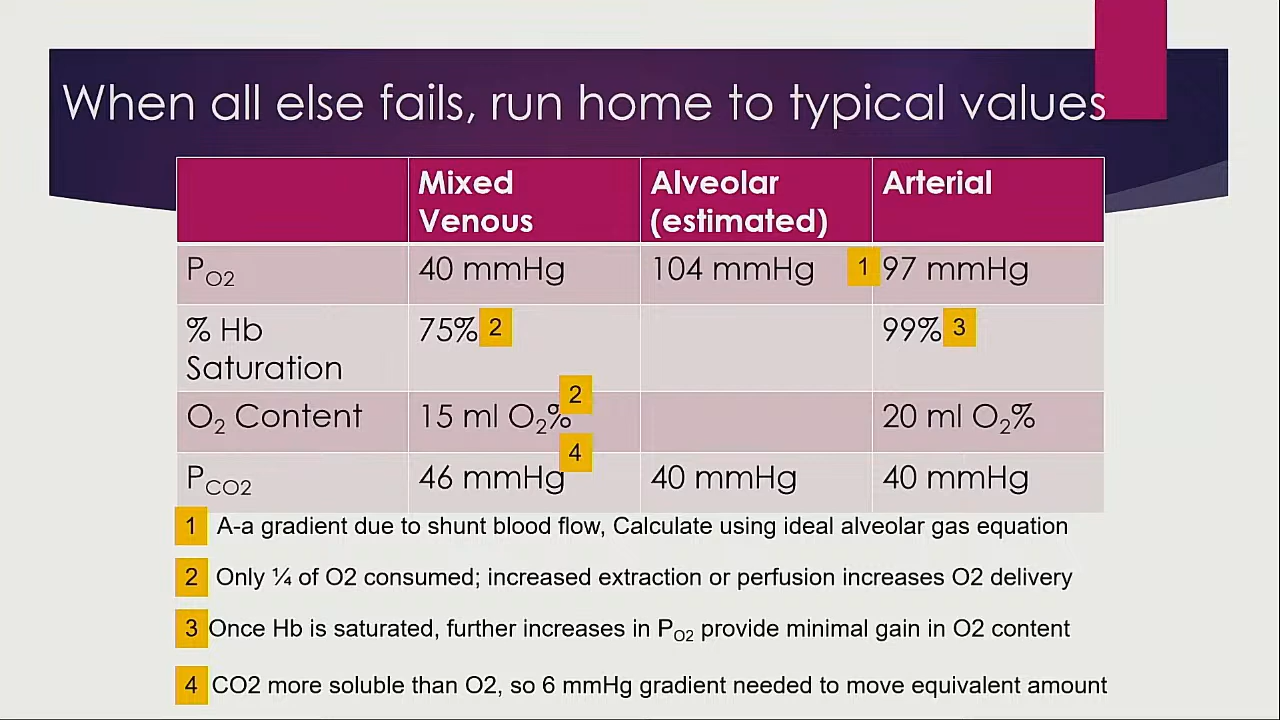 When all else fails, run home to typical values
Mixed Venous Alveolar (estimated) Arterial
P_O2 40 mmHg 104 mmHg 1 97 mmHg
% Hb Saturation 75% 2 99% 3
O₂ Content 15 ml O₂% 2 20 ml O₂%
P_CO2 46 mmHg 4 40 mmHg 40 mmHg
1 A-a gradient due to shunt blood flow, Calculate using ideal alveolar gas equation
2 Only ¼ of O2 consumed; increased extraction or perfusion increases O2 delivery
3 Once Hb is saturated, further increases in P_O2 provide minimal gain in O2 content
4 CO2 more soluble than O2, so 6 mmHg gradient needed to move equivalent amount